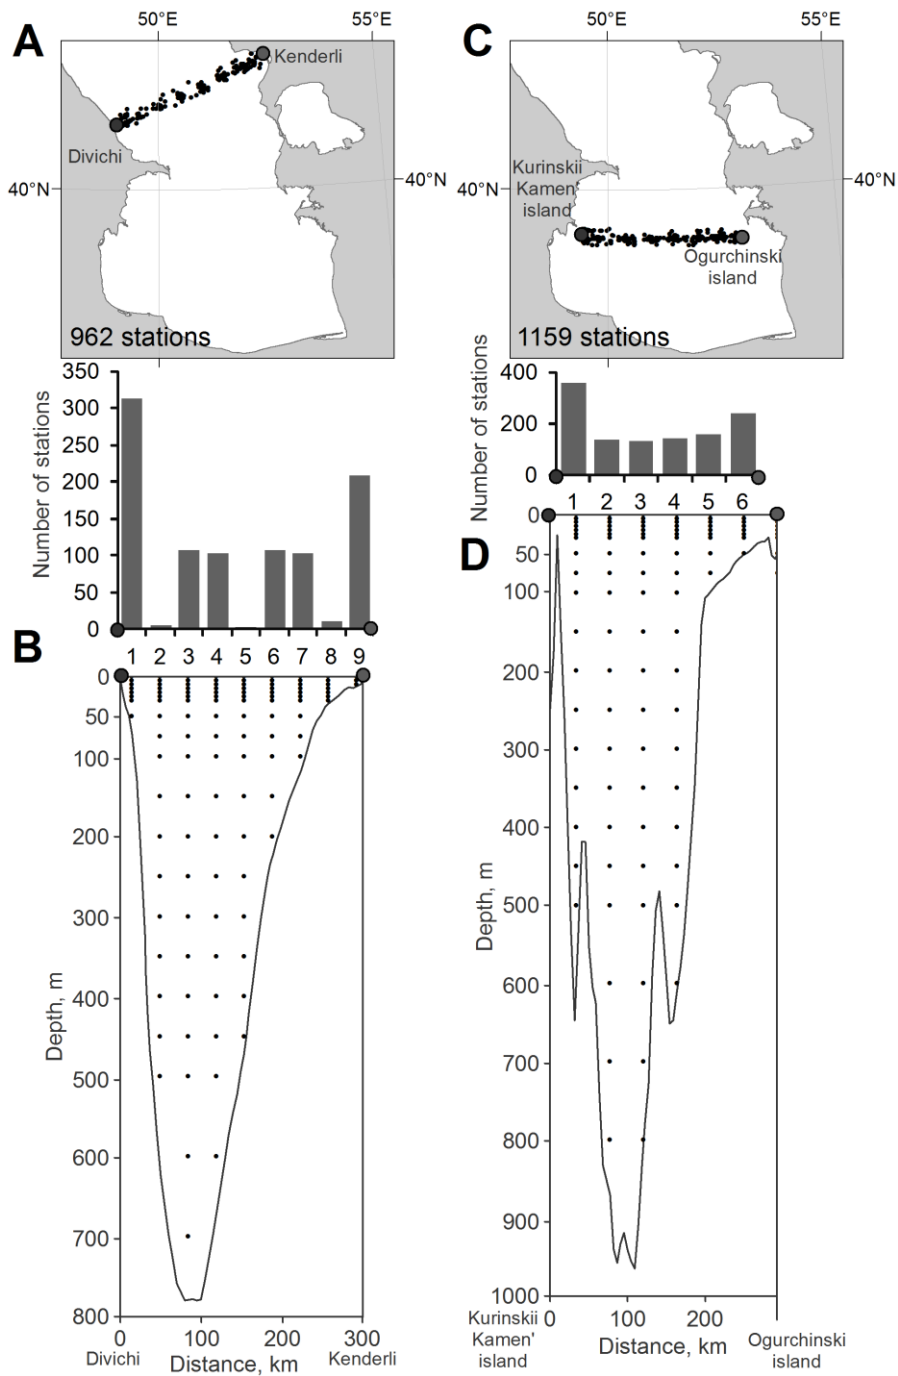 A
50°E
55°E
Kenderli
Divichi
40°N
962 stations
C
50°E
55°E
40°N
Kurinskii
Kamen'
island
Ogurchinski
island
1159 stations
Number of stations
350
300
250
200
150
100
50
0
B
1 2 3 4 5 6 7 8 9
0
50
100
200
300
400
500
600
700
800
Depth, m
0 100 200 300
Divichi
Distance, km
Kenderli
Number of stations
400
200
0
1 2 3 4 5 6
D
0
50
100
200
300
400
500
600
700
800
900
1000
Depth, m
0 100 200
Kurinskii
Kamen'
island
Distance, km
Ogurchinski
island